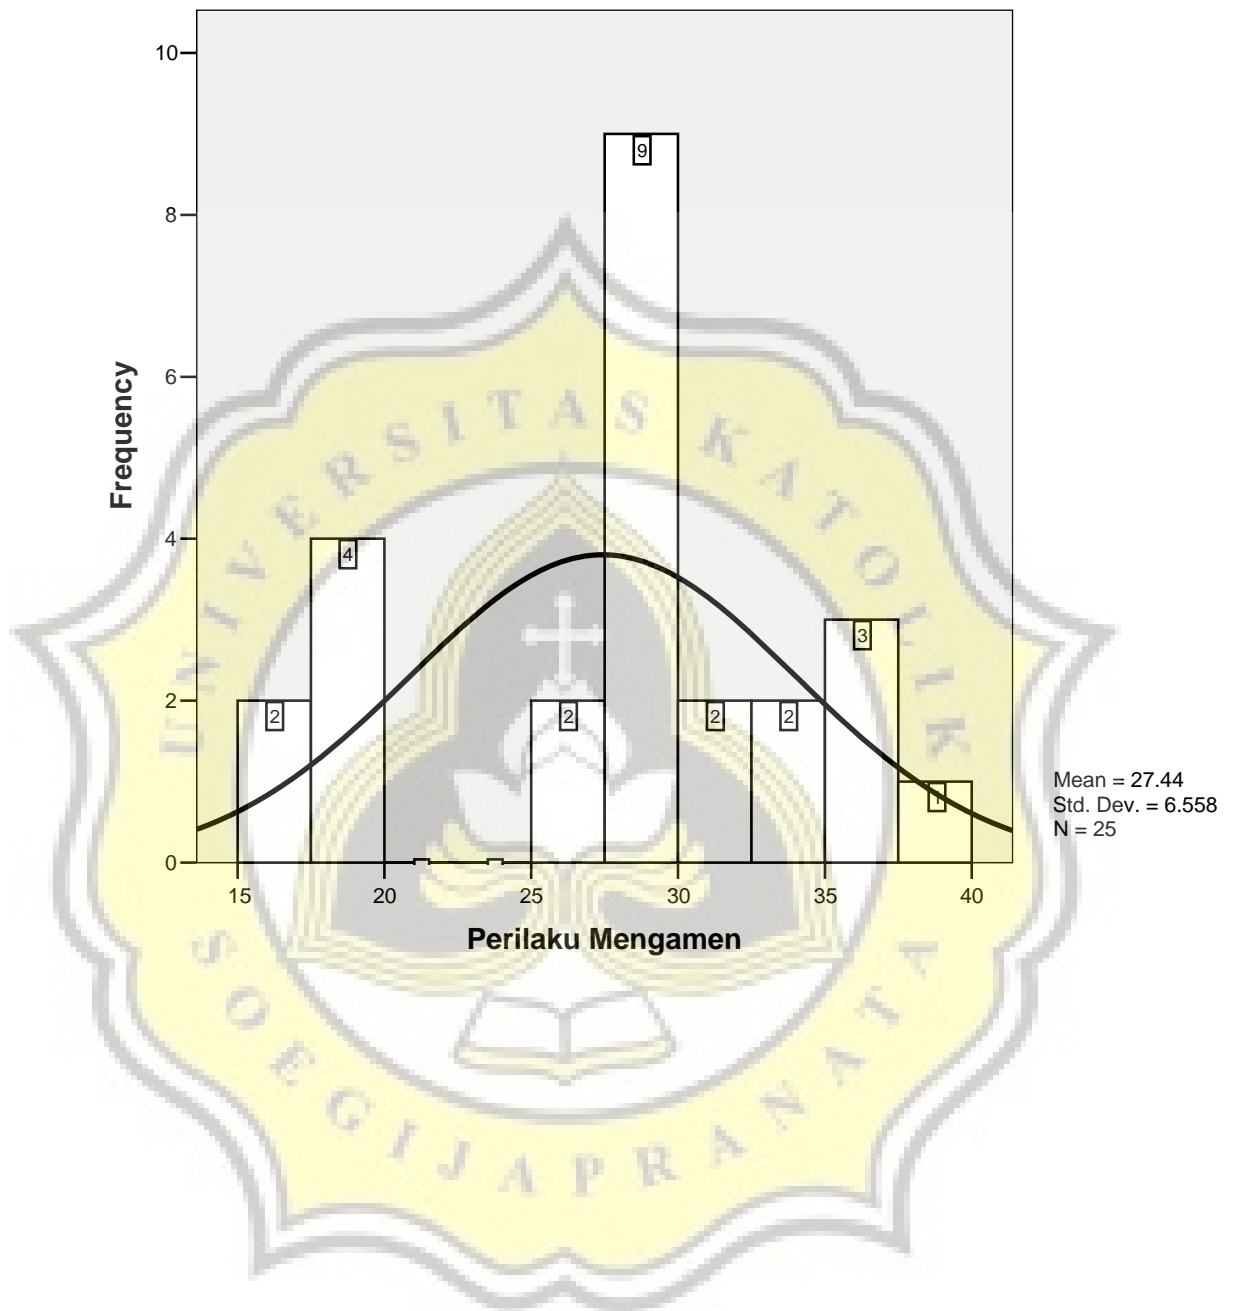 10
8
6
4
2
0
Frequency
2
4
2
9
2
2
3
1
15 20 25 30 35 40
Perilaku Mengamen
Mean = 27.44
Std. Dev. = 6.558
N = 25
UNIVERSITAS KATOLIK
SOEGIJAPRANATA